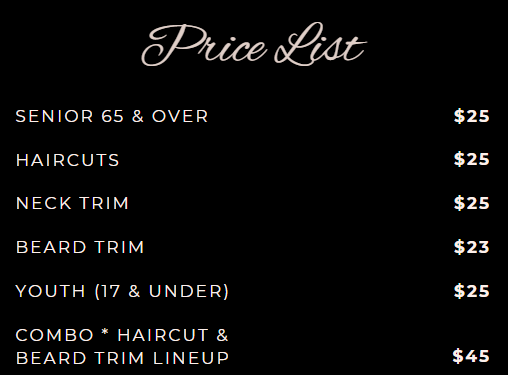 Price List
SENIOR 65 & OVER $25
HAIRCUTS $25
NECK TRIM $25
BEARD TRIM $23
YOUTH (17 & UNDER) $25
COMBO * HAIRCUT &
BEARD TRIM LINEUP $45